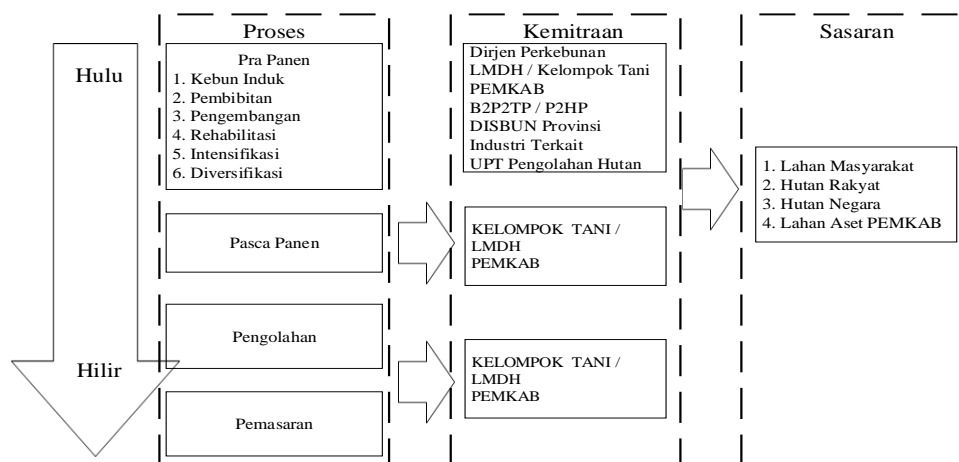 Proses
Kemitraan
Sasaran
Hulu
Hilir
Pra Panen
1. Kebun Induk
2. Pembibitan
3. Pengembangan
4. Rehabilitasi
5. Intensifikasi
6. Diversifikasi
Dirjen Perkebunan
LMDH / Kelompok Tani
PEMKAB
B2P2TP / P2HP
DISBUN Provinsi
Industri Terkait
UPT Pengolahan Hutan
1. Lahan Masyarakat
2. Hutan Rakyat
3. Hutan Negara
4. Lahan Aset PEMKAB
Pasca Panen
KELOMPOK TANI /
LMDH
PEMKAB
Pengolahan
KELOMPOK TANI /
LMDH
PEMKAB
Pemasaran